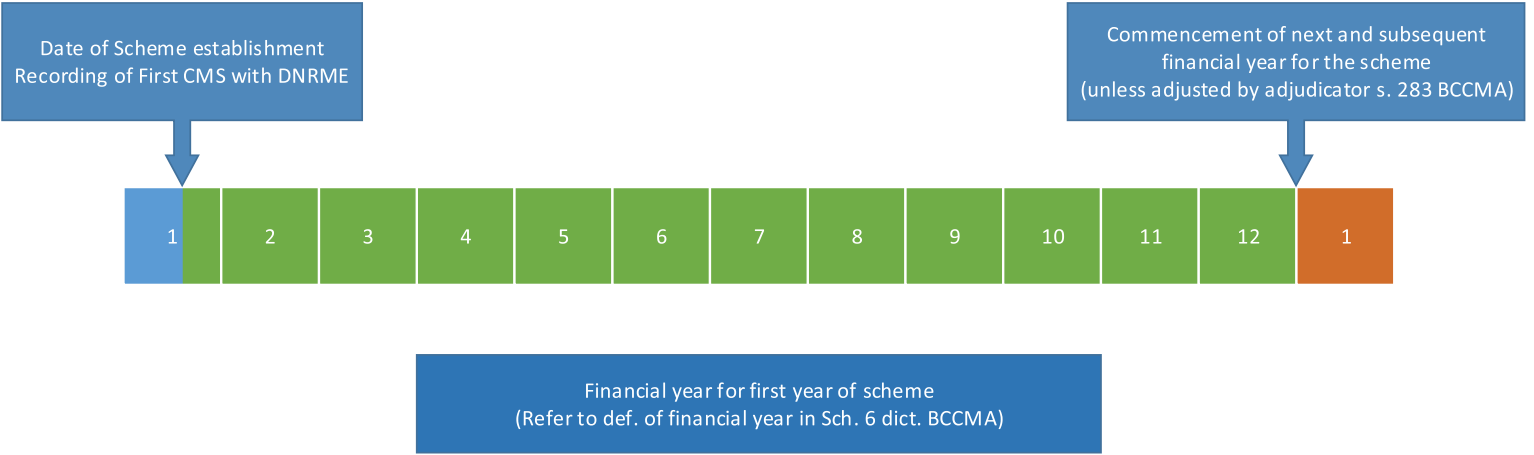 Date of Scheme establishment
Recording of First CMS with DNRME
Commencement of next and subsequent
financial year for the scheme
(unless adjusted by adjudicator s. 283 BCCMA)
1 2 3 4 5 6 7 8 9 10 11 12 1
Financial year for first year of scheme
(Refer to def. of financial year in Sch. 6 dict. BCCMA)